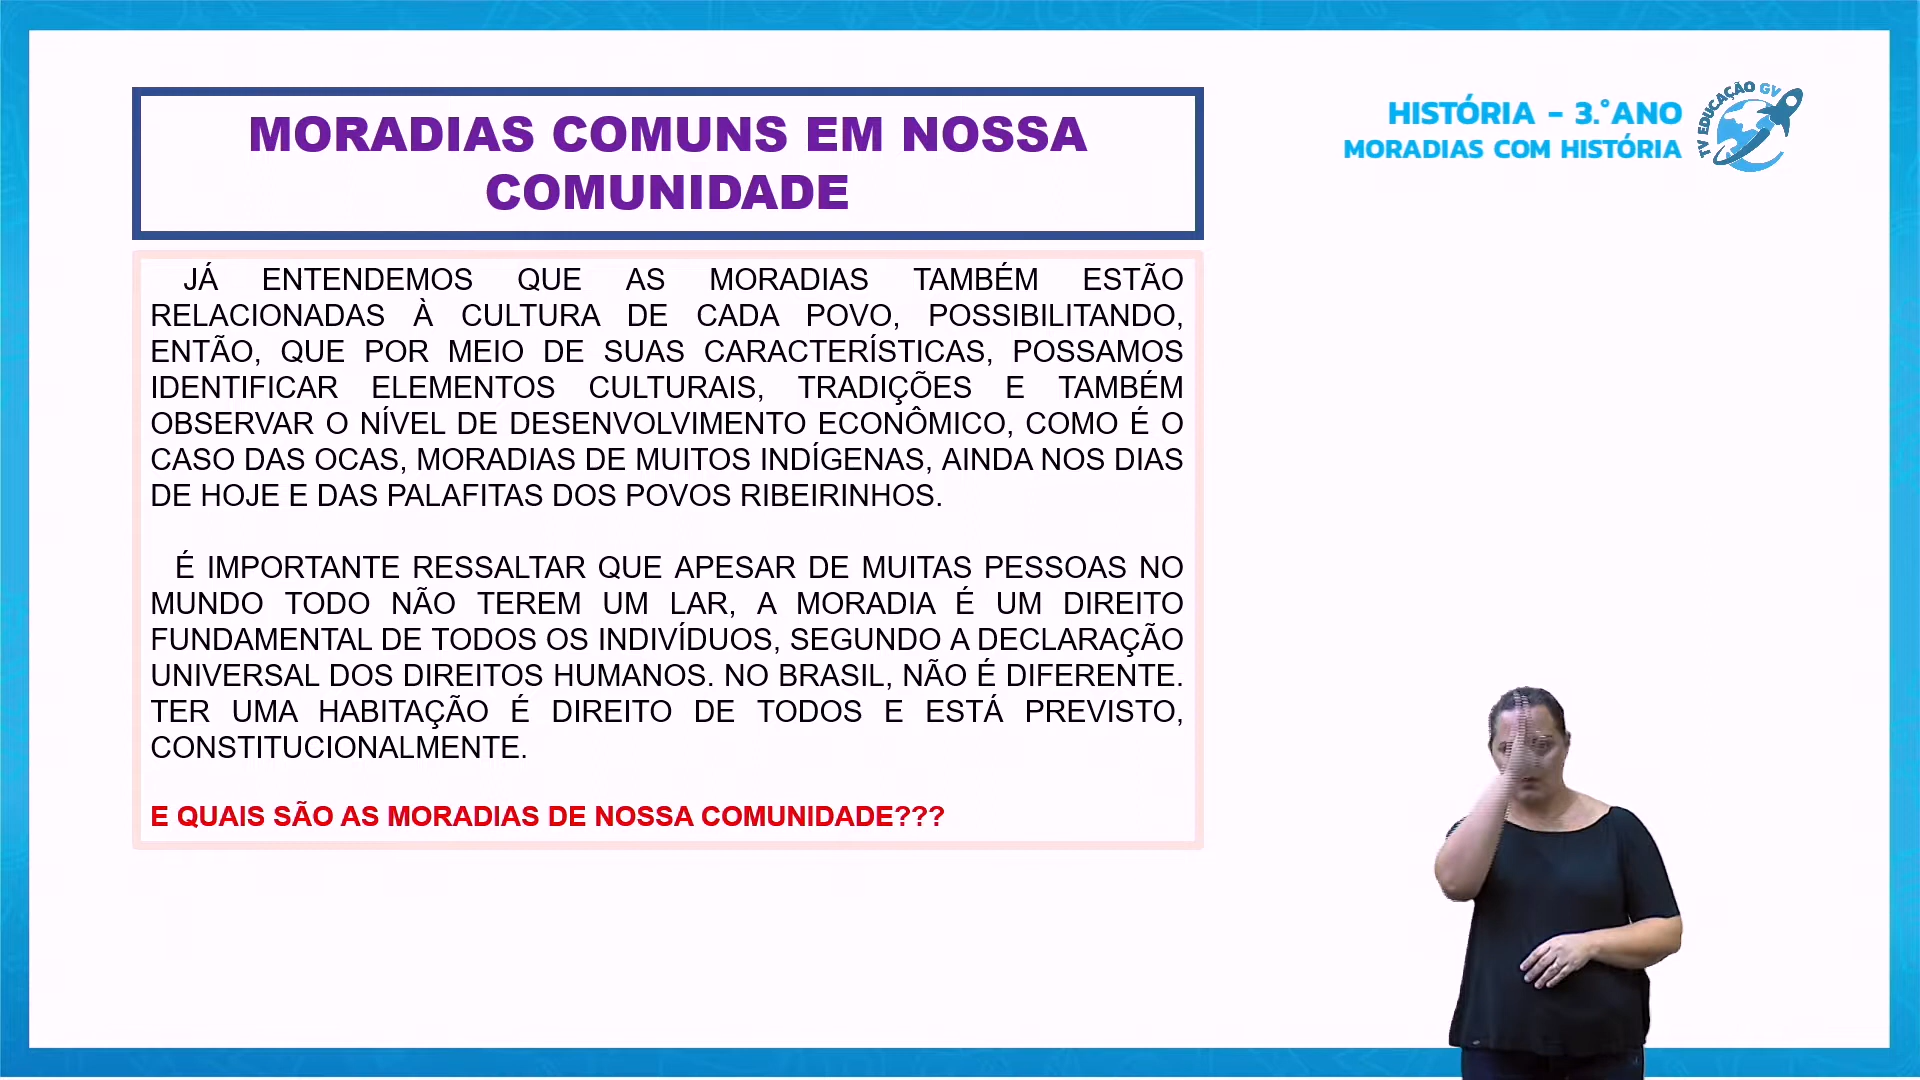 MORADIAS COMUNS EM NOSSA
COMUNIDADE
HISTÓRIA - 3.°ANO
MORADIAS COM HISTÓRIA
TV EDUCAÇÃO GV
JÁ ENTENDEMOS QUE AS MORADIAS TAMBÉM ESTÃO
RELACIONADAS À CULTURA DE CADA POVO, POSSIBILITANDO,
ENTÃO, QUE POR MEIO DE SUAS CARACTERÍSTICAS, POSSAMOS
IDENTIFICAR ELEMENTOS CULTURAIS, TRADIÇÕES E TAMBÉM
OBSERVAR O NÍVEL DE DESENVOLVIMENTO ECONÔMICO, COMO É O
CASO DAS OCAS, MORADIAS DE MUITOS INDÍGENAS, AINDA NOS DIAS
DE HOJE E DAS PALAFITAS DOS POVOS RIBEIRINHOS.
É IMPORTANTE RESSALTAR QUE APESAR DE MUITAS PESSOAS NO
MUNDO TODO NÃO TEREM UM LAR, A MORADIA É UM DIREITO
FUNDAMENTAL DE TODOS OS INDIVÍDUOS, SEGUNDO A DECLARAÇÃO
UNIVERSAL DOS DIREITOS HUMANOS. NO BRASIL, NÃO É DIFERENTE.
TER UMA HABITAÇÃO É DIREITO DE TODOS E ESTÁ PREVISTO,
CONSTITUCIONALMENTE.
E QUAIS SÃO AS MORADIAS DE NOSSA COMUNIDADE???